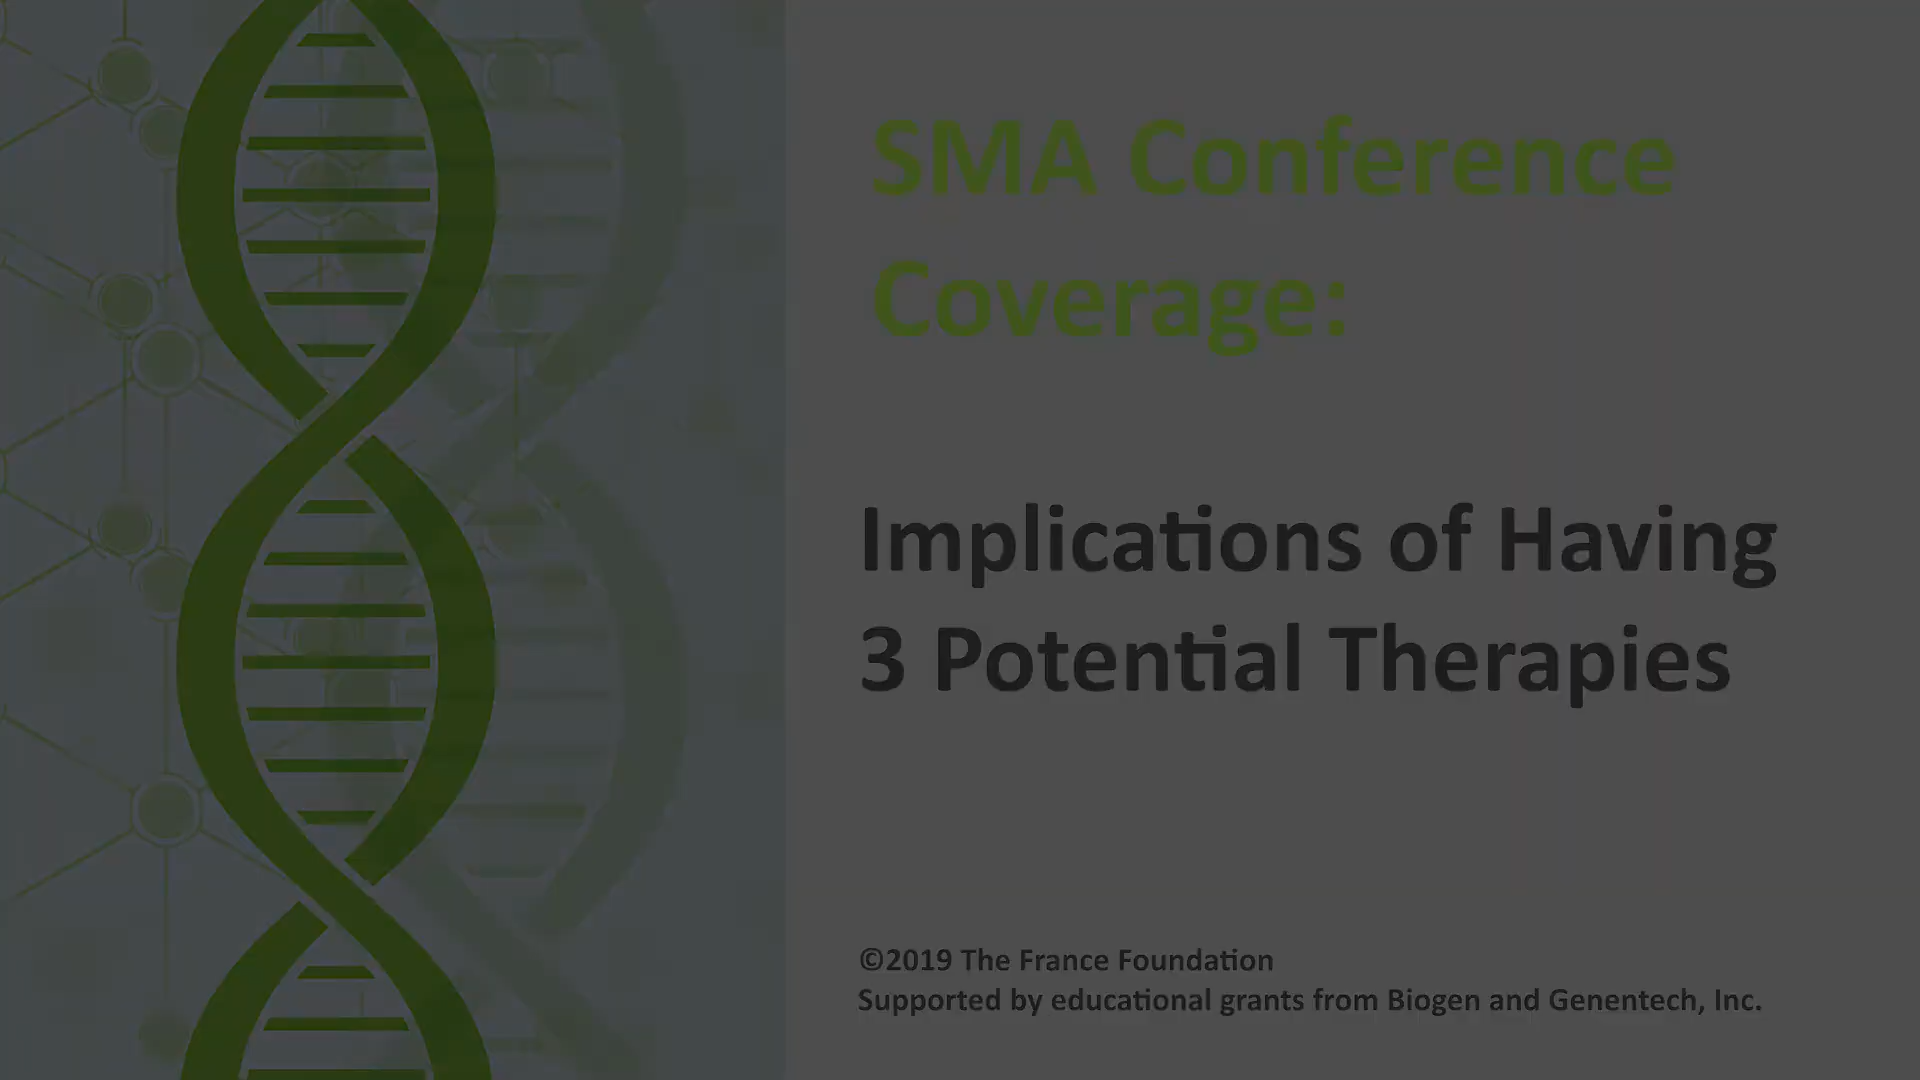 SMA Conference
Coverage:
Implications of Having
3 Potential Therapies
©2019 The France Foundation
Supported by educational grants from Biogen and Genentech, Inc.